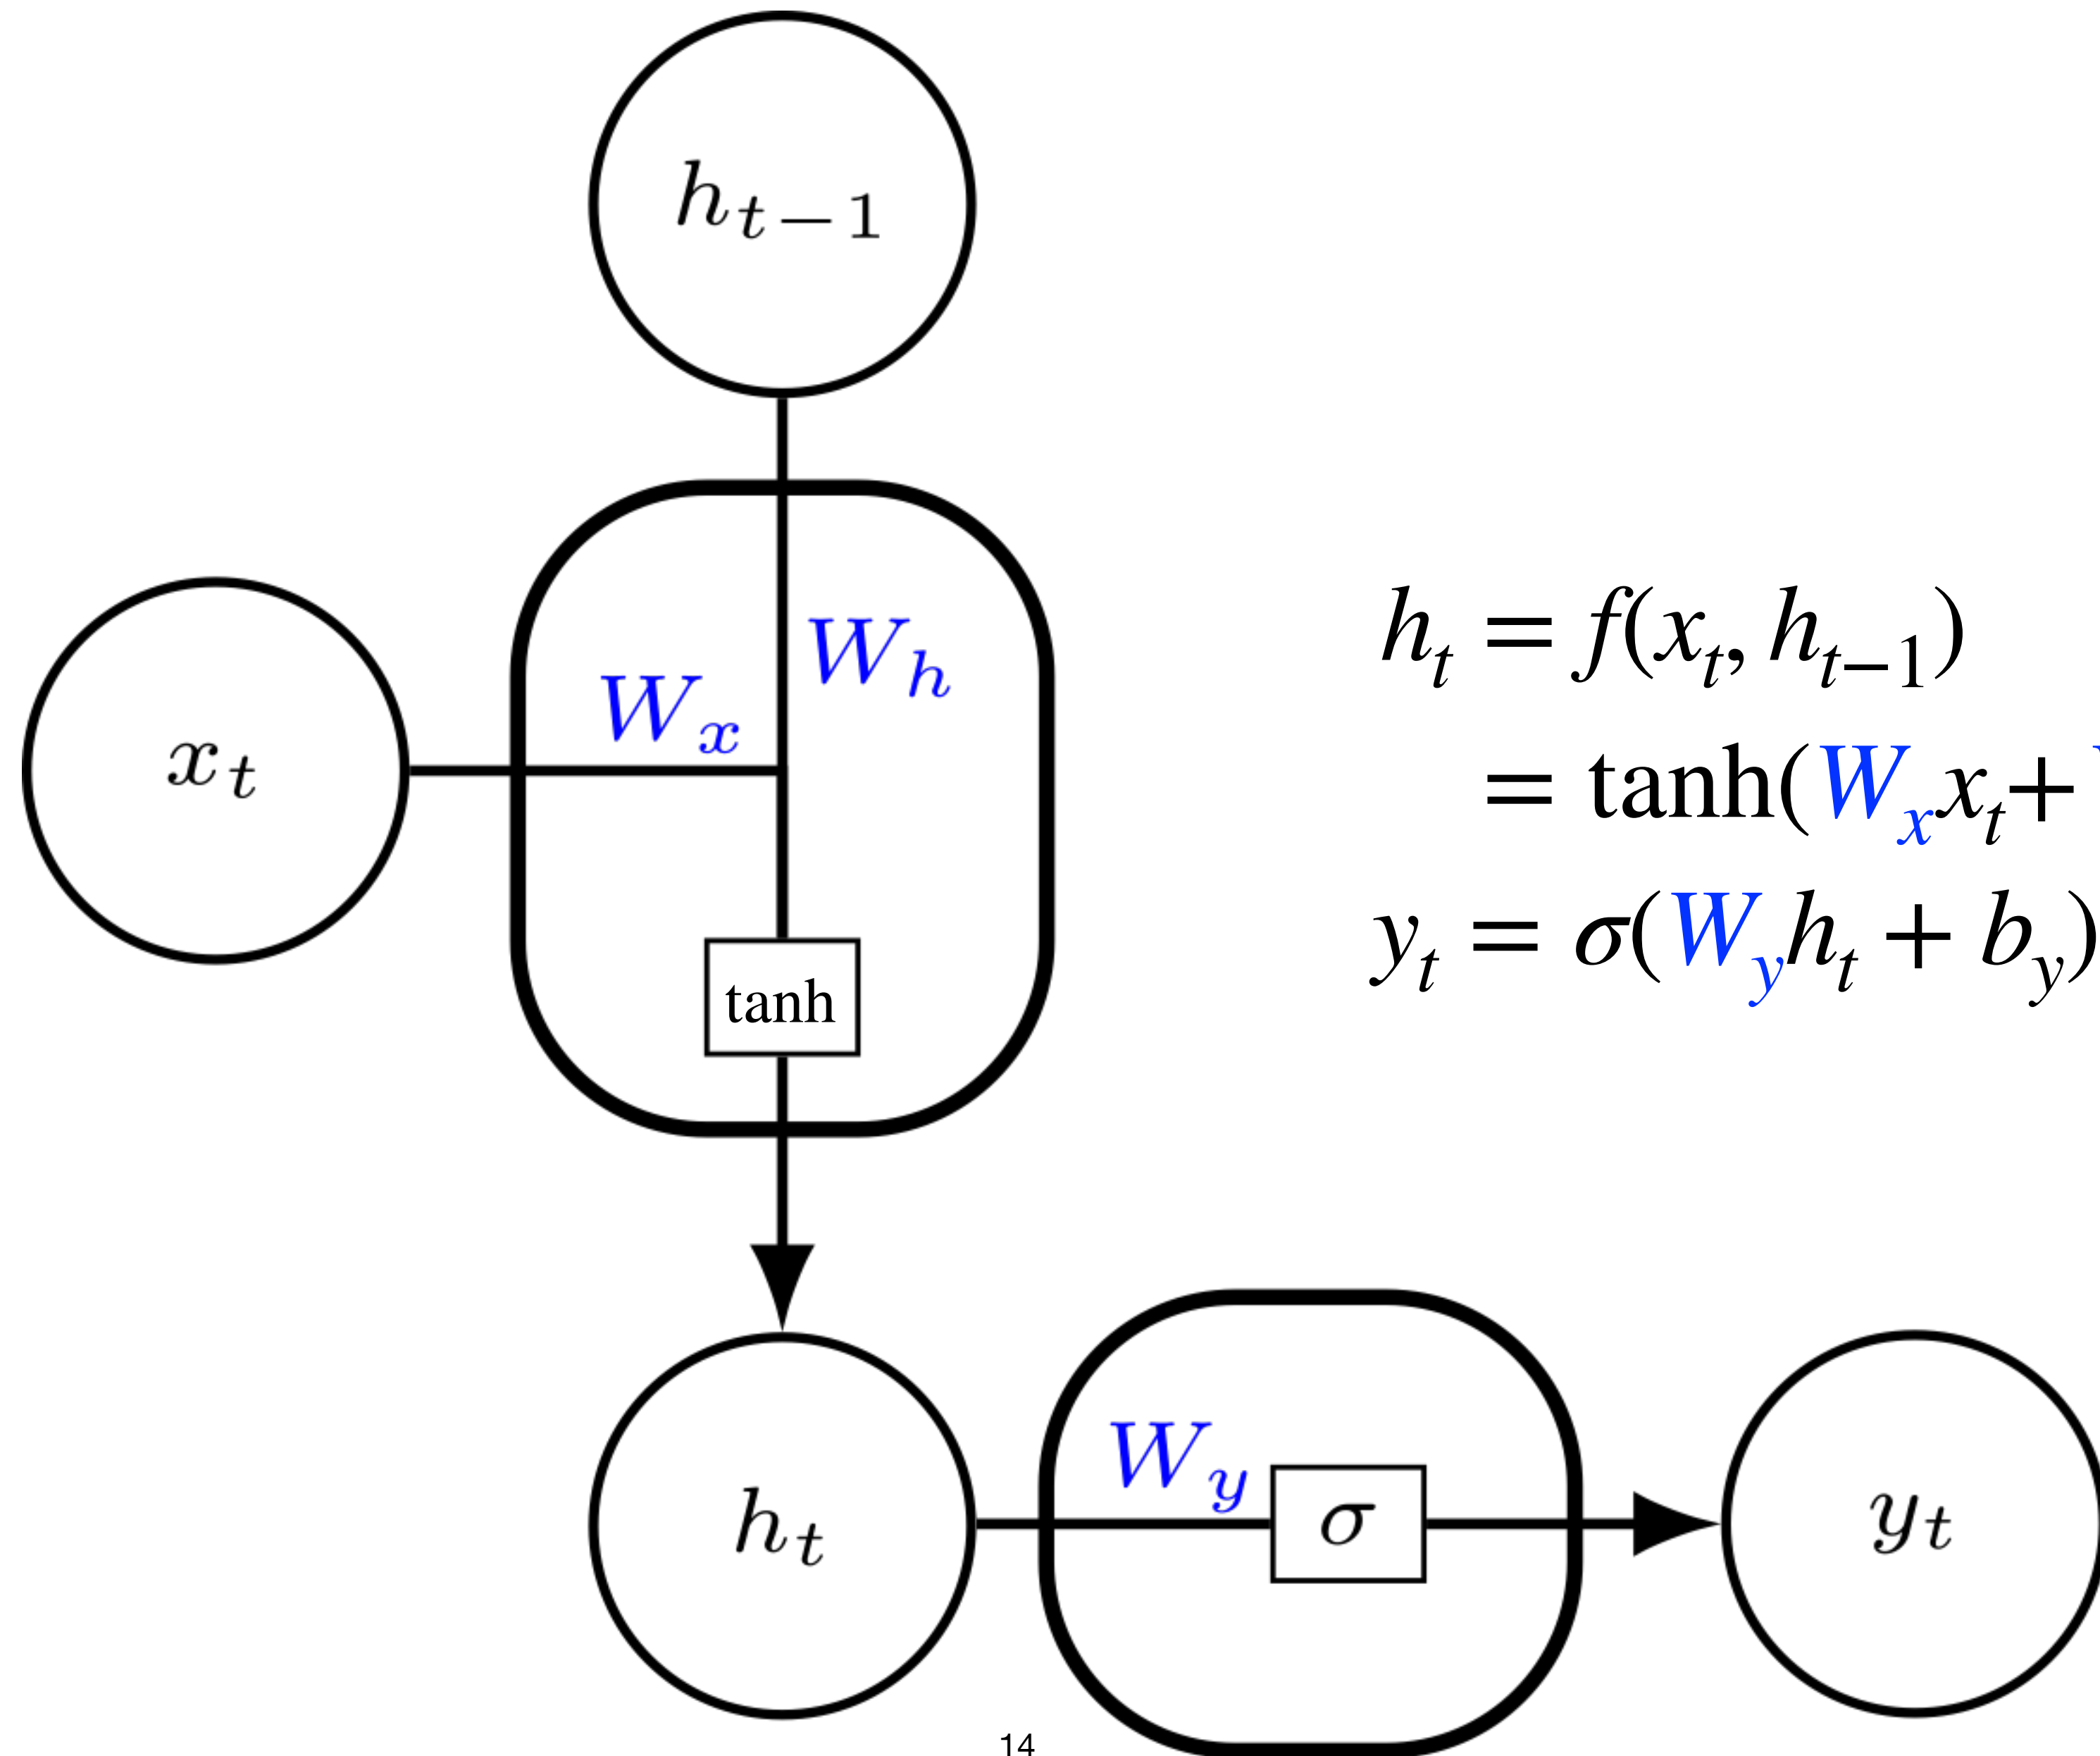 h_{t-1}
W_h
W_x
x_t
tanh
h_t = f(x_t, h_{t-1})
= tanh(W_x x_t +
y_t = σ(W_y h_t + b_y)
W_y
σ
h_t
y_t
14